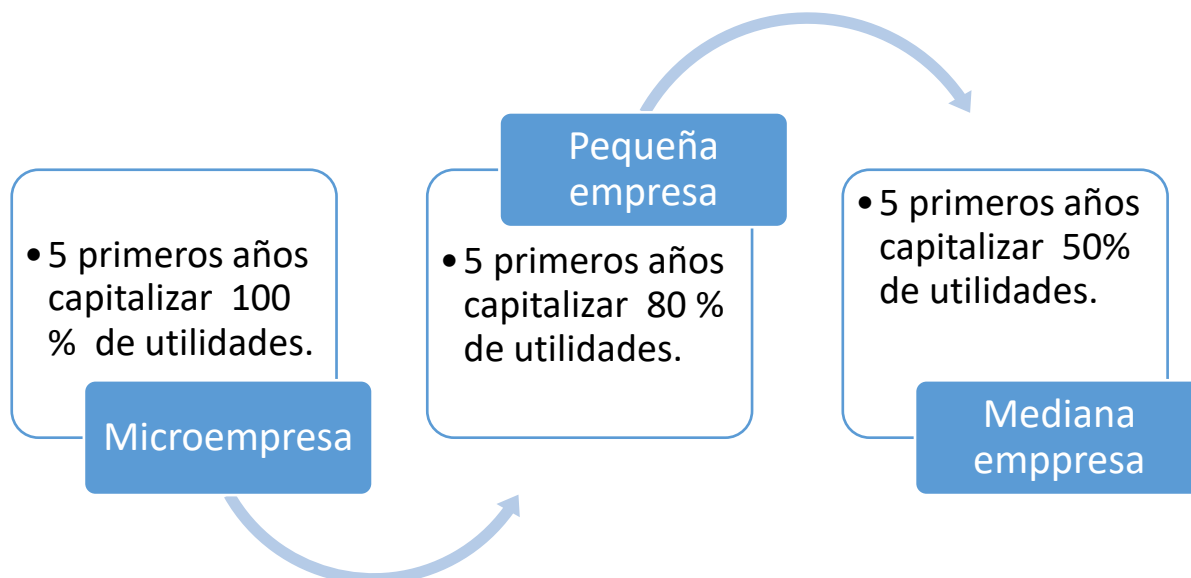 • 5 primeros años
capitalizar 100
% de utilidades.
Microempresa
Pequeña
empresa
• 5 primeros años
capitalizar 80 %
de utilidades.
• 5 primeros años
capitalizar 50%
de utilidades.
Mediana
emppresa